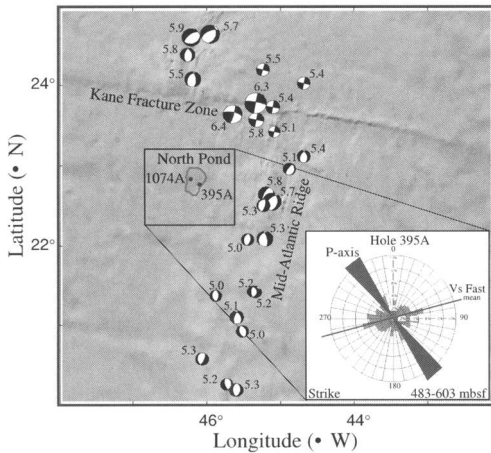 5.9
5.7
5.8
5.5
5.5
5.4
24°
Kane Fracture Zone
6.3
5.4
6.4
5.8
5.1
North Pond
1074A
395A
5.1
5.4
5.8
5.7
5.3
Mid-Atlantic Ridge
22°
5.0
5.3
5.0
5.2
5.2
5.1
5.0
5.3
5.2
5.3
Hole 395A
P-axis
0
Vs Fast
mean
270
90
180
Strike
483-603 mbsf
46°
44°
Latitude (• N)
Longitude (• W)